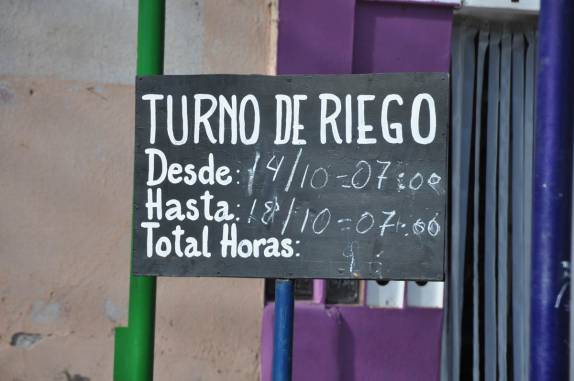 TURNO DE RIEGO
Desde: 14/10-07:00
Hasta: 18/10-07:00
Total Horas: